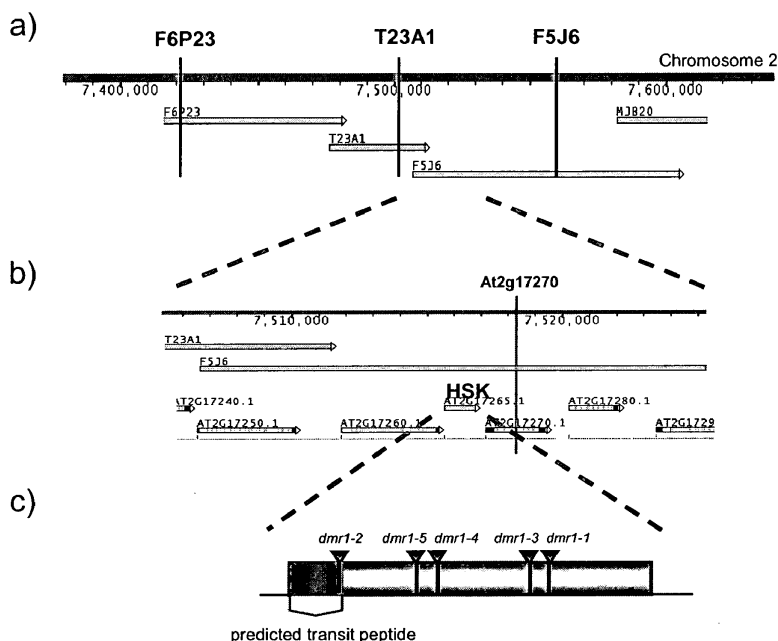 a)
F6P23 T23A1 F5J6
Chromosome 2
7,400,000 7,500,000 7,600,000
F6P23 MJB20
T23A1
F5J6
b)
At2g17270
7,510,000 7,520,000
T23A1
F5J6
HSK
AT2G17240.1 AT2G17265.1 AT2G17280.1
AT2G17250.1 AT2G17260.1 AT2G17270.1 AT2G1729
c)
dmr1-2 dmr1-5 dmr1-4 dmr1-3 dmr1-1
predicted transit peptide